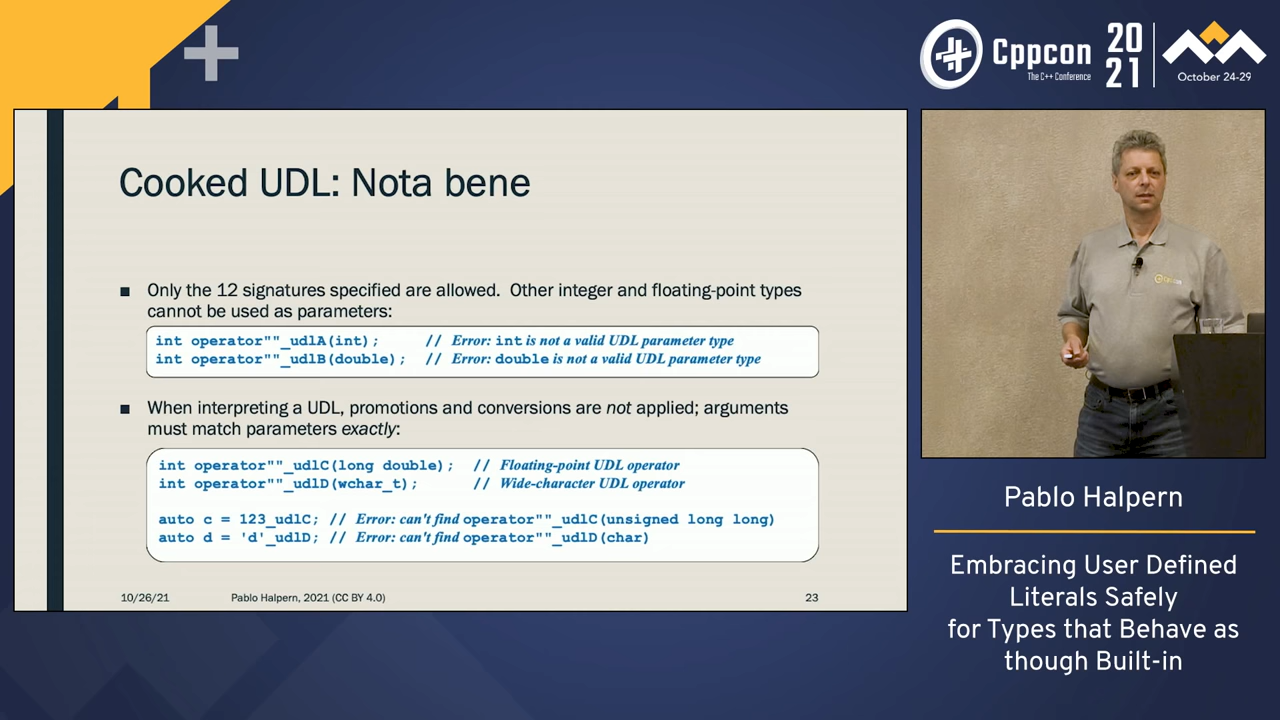 Cppcon
The C++ Conference
20
21
October 24-29
Cooked UDL: Nota bene
■ Only the 12 signatures specified are allowed. Other integer and floating-point types
cannot be used as parameters:
int operator""_udlA(int); // Error: int is not a valid UDL parameter type
int operator""_udlB(double); // Error: double is not a valid UDL parameter type
■ When interpreting a UDL, promotions and conversions are not applied; arguments
must match parameters exactly:
int operator""_udlC(long double); // Floating-point UDL operator
int operator""_udlD(wchar_t); // Wide-character UDL operator
auto c = 123_udlC; // Error: can't find operator""_udlC(unsigned long long)
auto d = 'd'_udlD; // Error: can't find operator""_udlD(char)
10/26/21 Pablo Halpern, 2021 (CC BY 4.0) 23
Pablo Halpern
Embracing User Defined
Literals Safely
for Types that Behave as
though Built-in